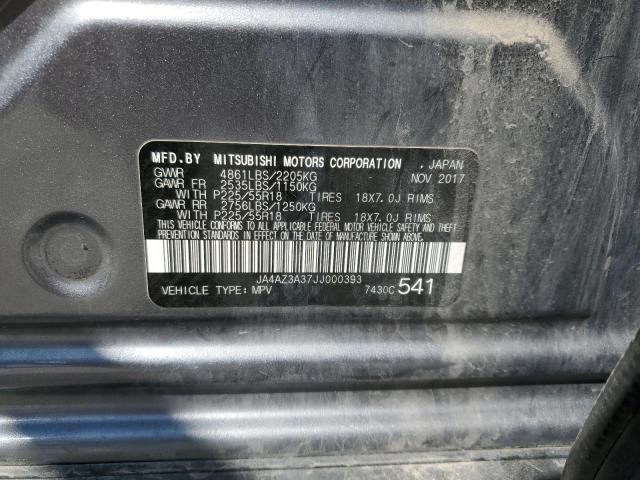 MFD.BY MITSUBISHI MOTORS CORPORATION , JAPAN
GVWR 4861LBS/2205KG NOV 2017
GAWR FR 2535LBS/1150KG
WITH P225/55R18 TIRES 18X7.0J RIMS
GAWR RR 2756LBS/1250KG
WITH P225/55R18 TIRES 18X7.0J RIMS
THIS VEHICLE CONFORMS TO ALL APPLICABLE FEDERAL MOTOR VEHICLE SAFETY AND THEFT
PREVENTION STANDARDS IN EFFECT ON THE DATE OF MANUFACTURE SHOWN ABOVE.
JA4AZ3A37JJ000393
VEHICLE TYPE: MPV 7430C 541